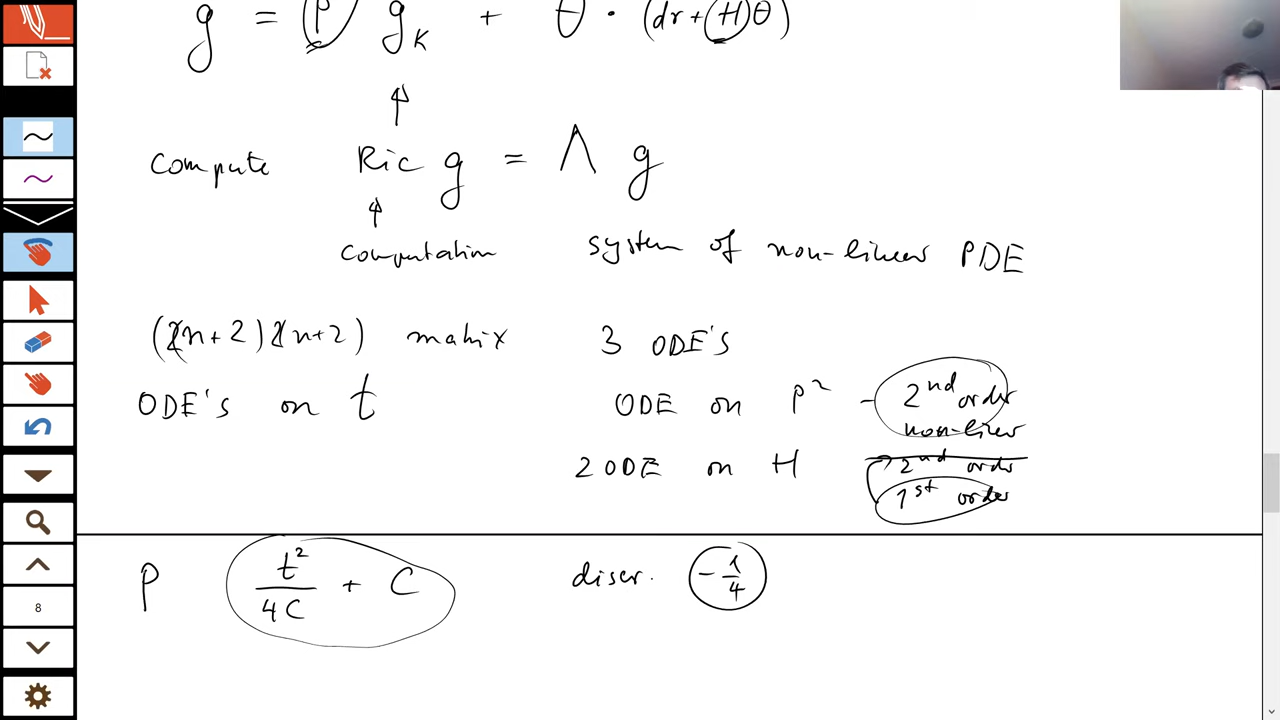 g = P g_K + θ · (dr + H θ)
compute Ric g = Λ g
computation system of non-linear PDE
(2n+2)(2n+2) matrix 3 ODE's
ODE's on t ODE on P² - 2nd order
non-liner
2 ODE on H 2nd order
1st order
P t²/4C + C discr. -1/4
8